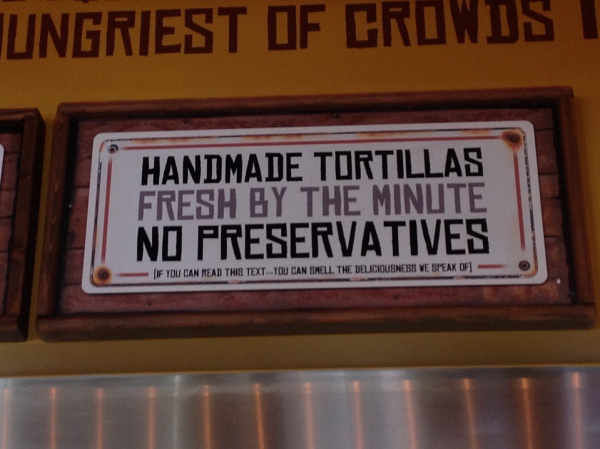 HUNGRIEST OF CROWDS
HANDMADE TORTILLAS
FRESH BY THE MINUTE
NO PRESERVATIVES
[IF YOU CAN READ THIS TEXT...YOU CAN SMELL THE DELICIOUSNESS WE SPEAK OF]